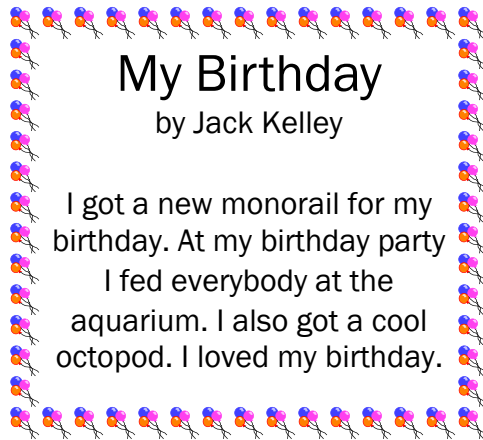 My Birthday
by Jack Kelley
I got a new monorail for my
birthday. At my birthday party
I fed everybody at the
aquarium. I also got a cool
octopod. I loved my birthday.